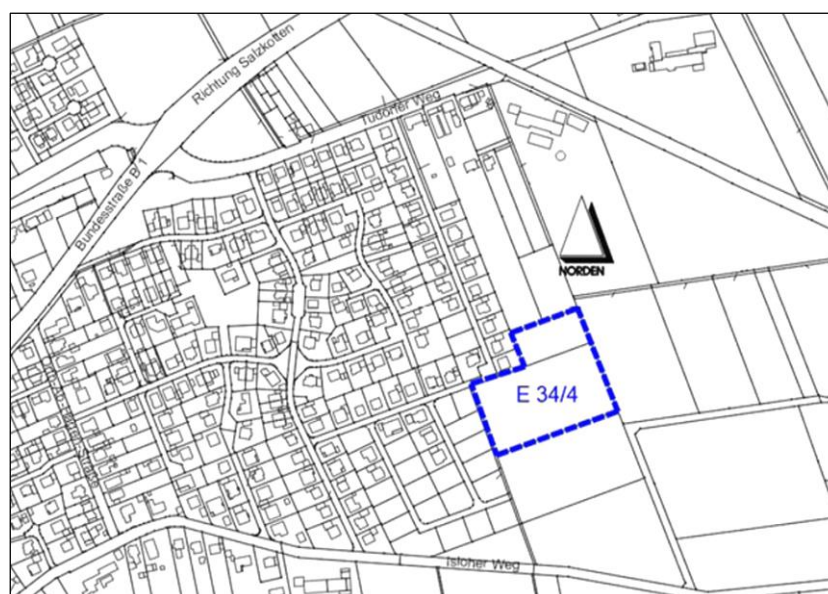 Richtung Salzkotten
Tudorfer Weg
Bundesstraße B 1
NORDEN
E 34/4
Isloher Weg